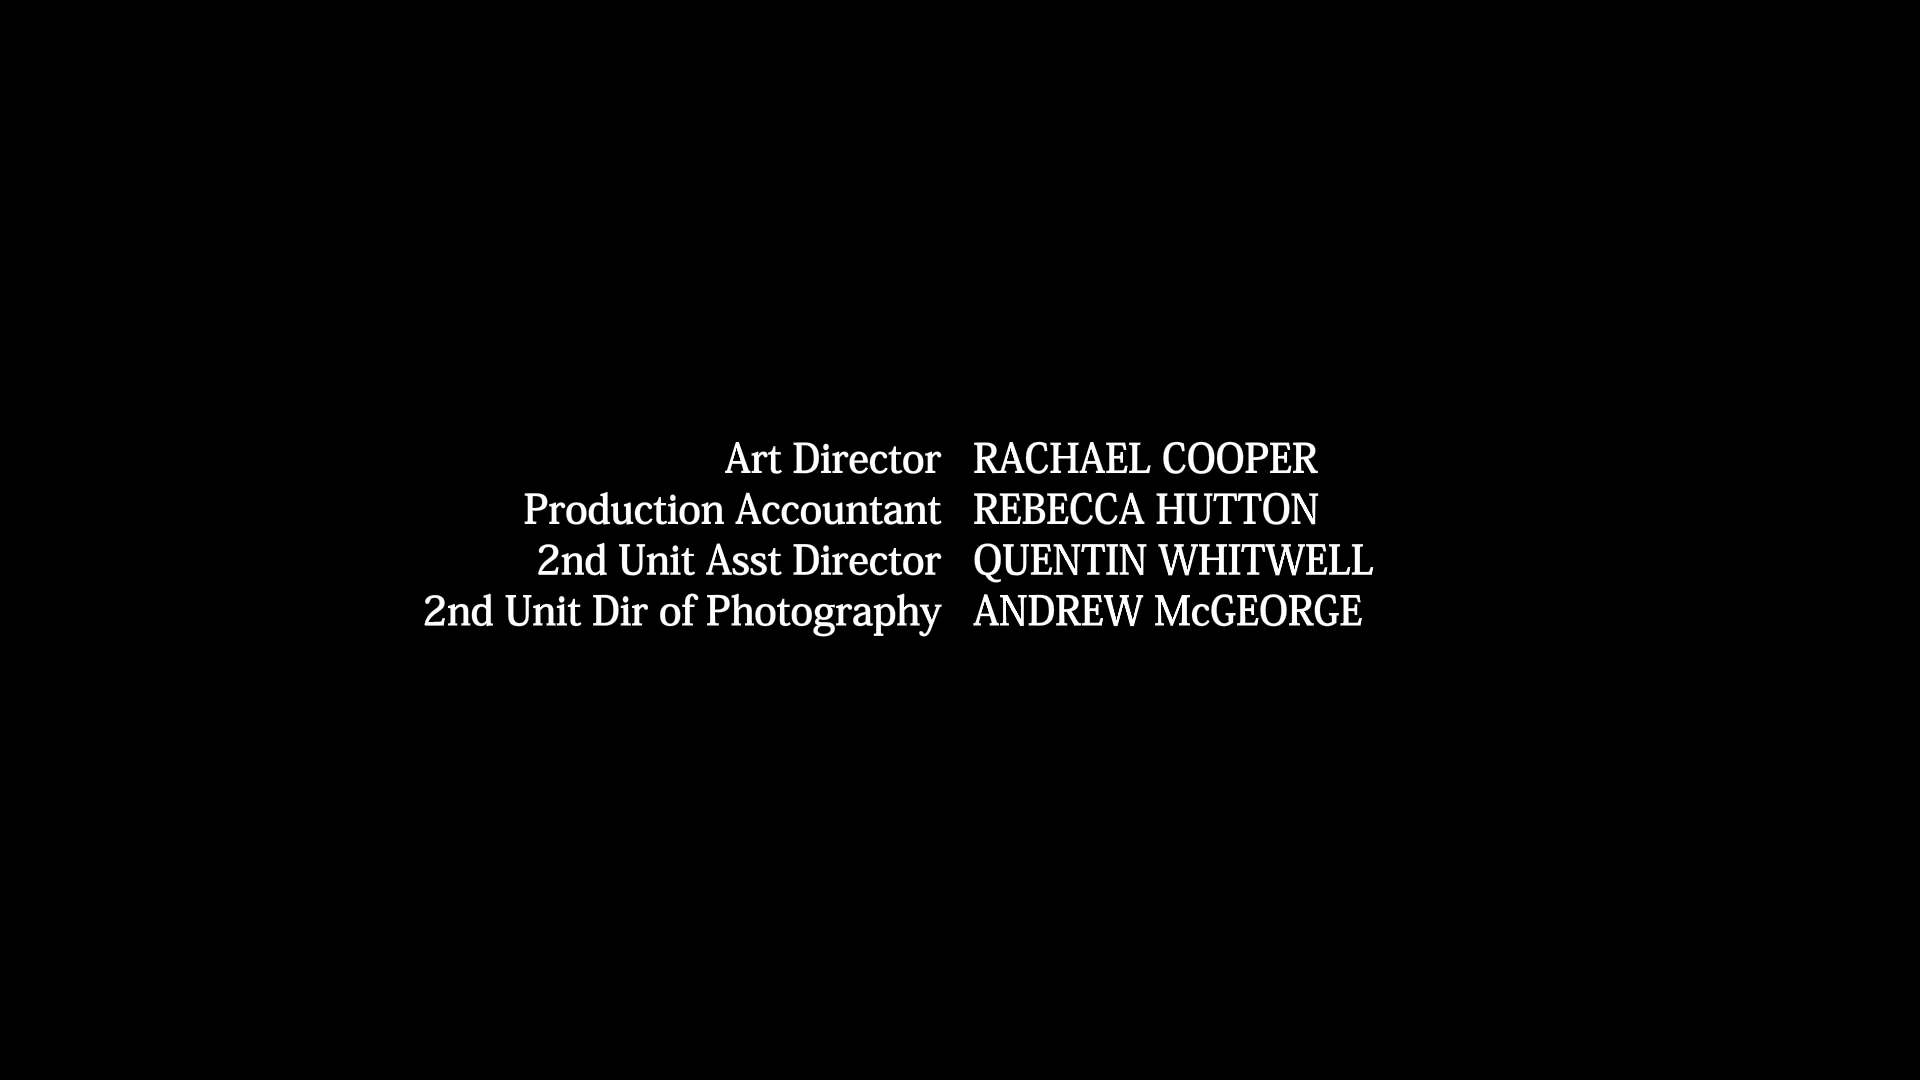 Art Director RACHAEL COOPER
Production Accountant REBECCA HUTTON
2nd Unit Asst Director QUENTIN WHITWELL
2nd Unit Dir of Photography ANDREW McGEORGE